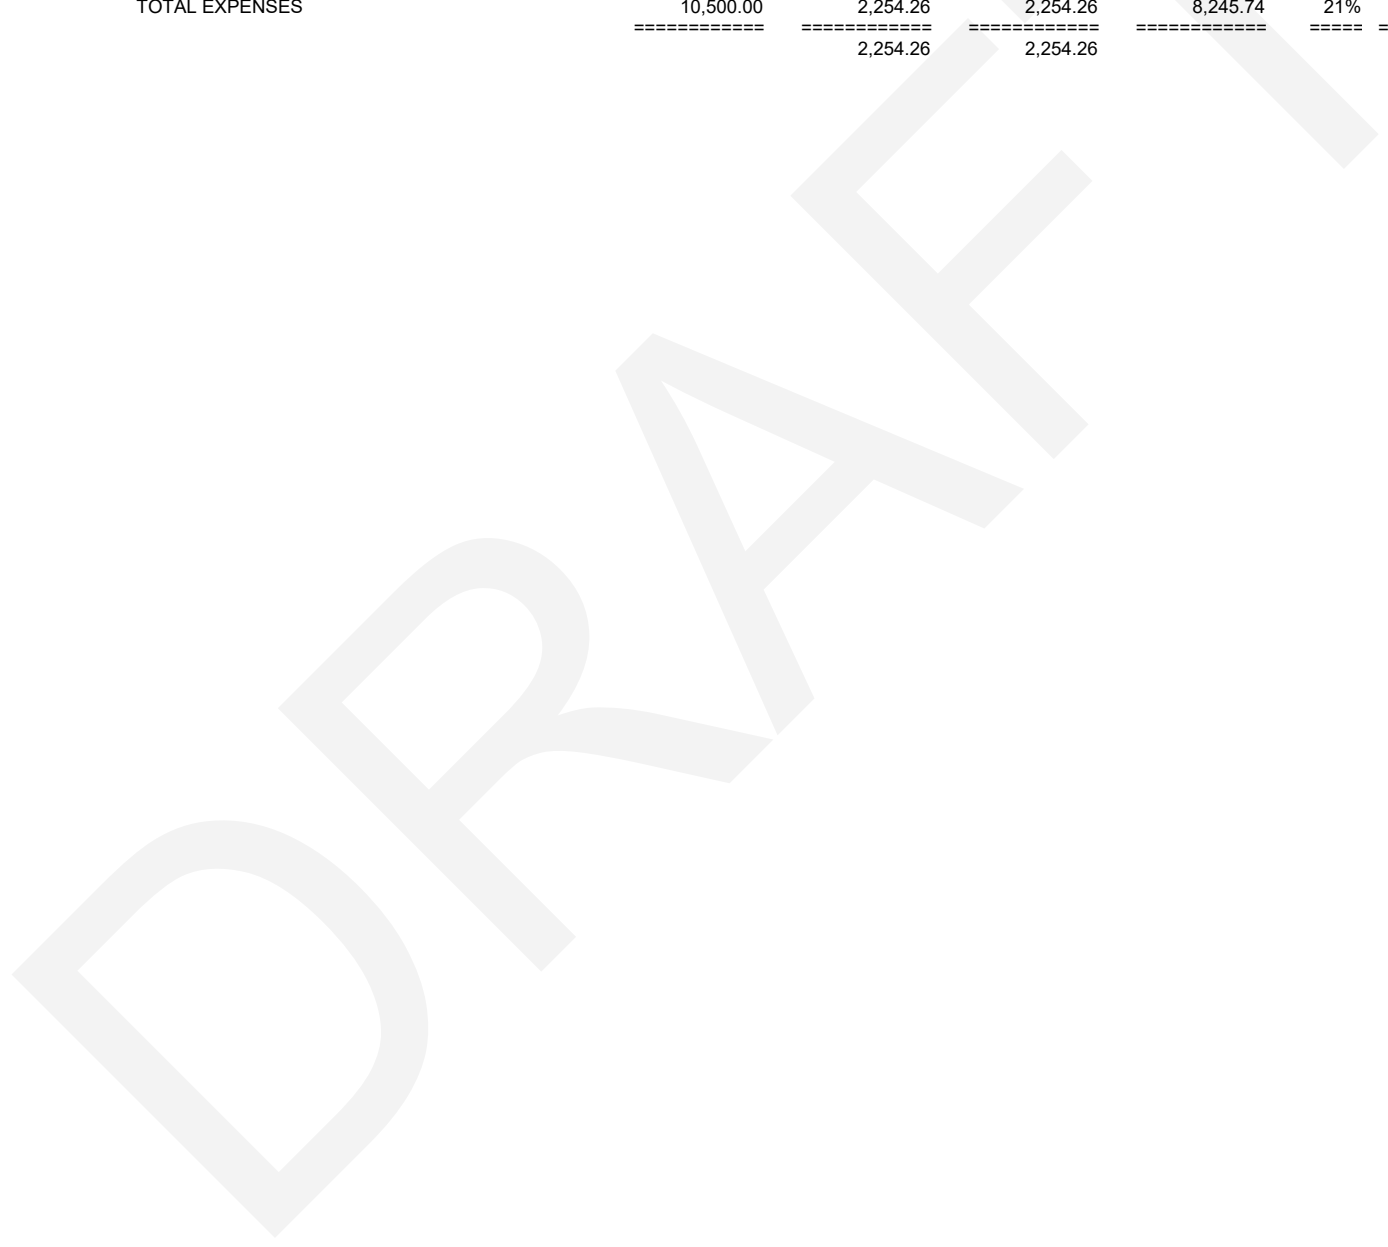 TOTAL EXPENSES 10,500.00 2,254.26 2,254.26 8,245.74 21%
============ ============ ============ ============ ===== =
2,254.26 2,254.26
DRAFT